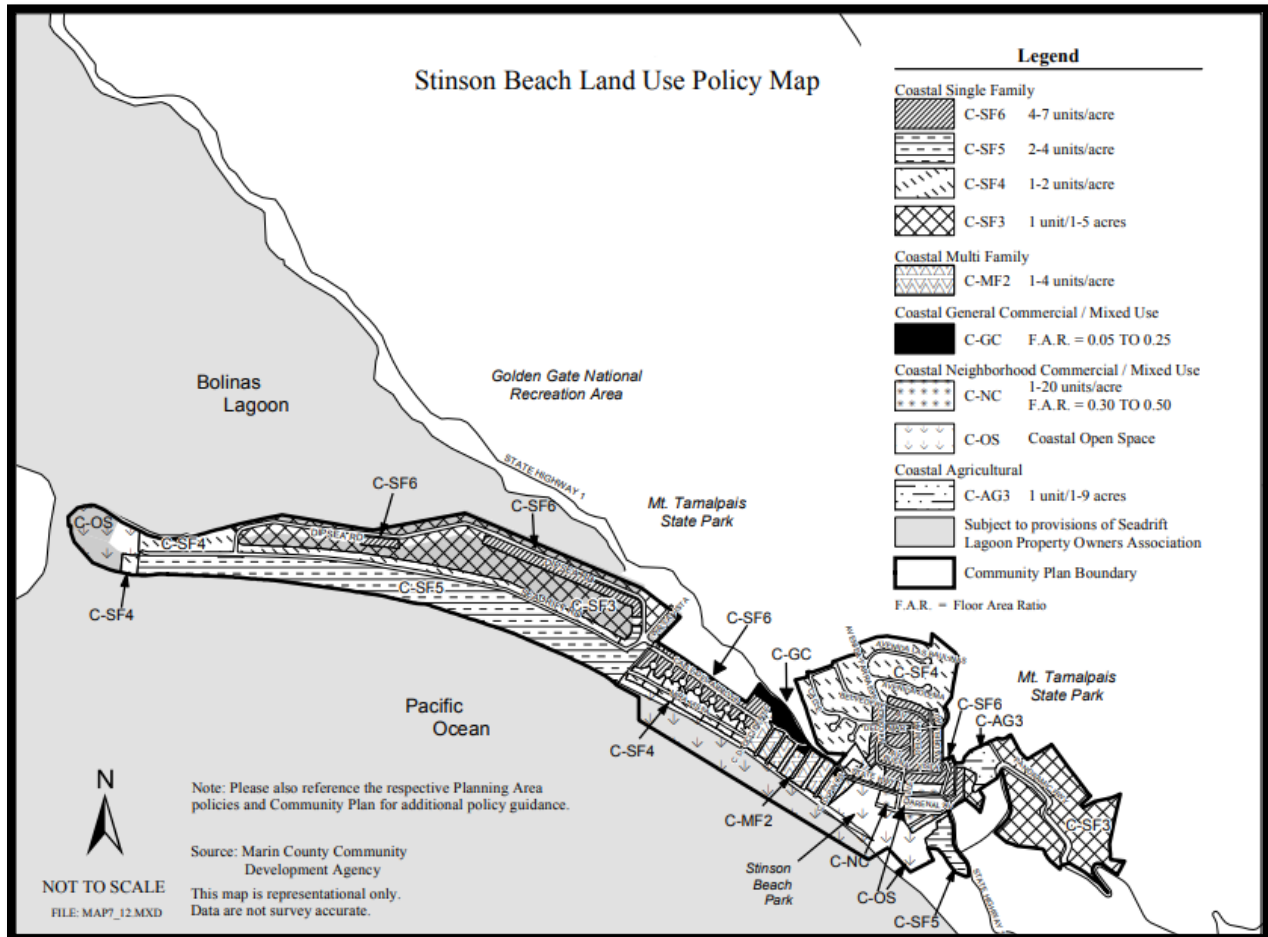 Stinson Beach Land Use Policy Map
Legend
Coastal Single Family
C-SF6 4-7 units/acre
C-SF5 2-4 units/acre
C-SF4 1-2 units/acre
C-SF3 1 unit/1-5 acres
Coastal Multi Family
C-MF2 1-4 units/acre
Coastal General Commercial / Mixed Use
C-GC F.A.R. = 0.05 TO 0.25
Coastal Neighborhood Commercial / Mixed Use
C-NC 1-20 units/acre
F.A.R. = 0.30 TO 0.50
C-OS Coastal Open Space
Coastal Agricultural
C-AG3 1 unit/1-9 acres
Subject to provisions of Seadrift
Lagoon Property Owners Association
Community Plan Boundary
F.A.R. = Floor Area Ratio
Bolinas
Lagoon
Golden Gate National
Recreation Area
STATE HIGHWAY 1
Mt. Tamalpais
State Park
C-SF6
C-SF6
C-OS
C-SF4
DIPSEA RD
C-SF4
C-SF5
SEADRIFT RD
C-SF3
C-SF6
C-GC
C-SF4
C-SF4
Mt. Tamalpais
State Park
C-SF6
C-AG3
C-SF3
C-MF2
C-NC
C-OS
C-SF5
Stinson
Beach
Park
STATE HIGHWAY 1
Pacific
Ocean
N
NOT TO SCALE
FILE: MAP7_12.MXD
Note: Please also reference the respective Planning Area
policies and Community Plan for additional policy guidance.
Source: Marin County Community
Development Agency
This map is representational only.
Data are not survey accurate.